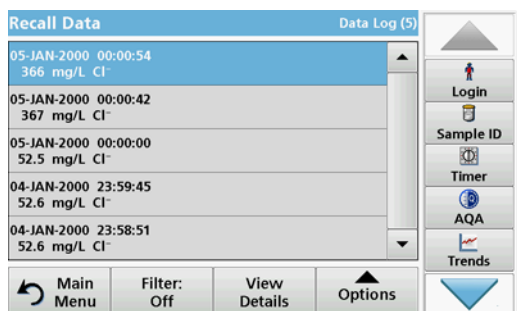 Recall Data Data Log (5)
05-JAN-2000 00:00:54
366 mg/L Cl⁻
05-JAN-2000 00:00:42
367 mg/L Cl⁻
05-JAN-2000 00:00:00
52.5 mg/L Cl⁻
04-JAN-2000 23:59:45
52.6 mg/L Cl⁻
04-JAN-2000 23:58:51
52.6 mg/L Cl⁻
Login
Sample ID
Timer
AQA
Trends
Main Menu
Filter: Off
View Details
Options